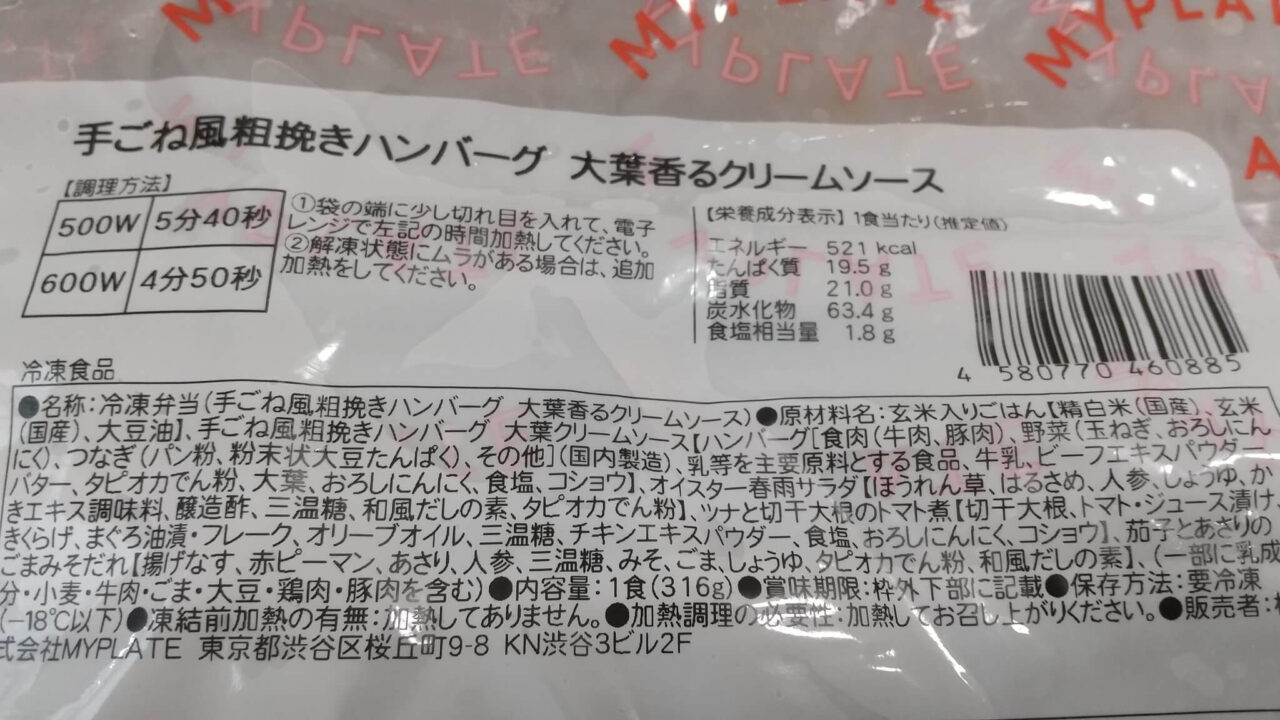 MYPLATE
MYPLATE
手ごね風粗挽きハンバーグ 大葉香るクリームソース
【調理方法】
500W 5分40秒
600W 4分50秒
①袋の端に少し切れ目を入れて、電子
レンジで左記の時間加熱してください。
②解凍状態にムラがある場合は、追加
加熱をしてください。
【栄養成分表示】1食当たり(推定値)
エネルギー 521 kcal
たんぱく質 19.5 g
脂質 21.0 g
炭水化物 63.4 g
食塩相当量 1.8 g
4 580770 460885
冷凍食品
●名称:冷凍弁当(手ごね風粗挽きハンバーグ 大葉香るクリームソース)●原材料名:玄米入りごはん【精白米(国産)、玄米
(国産)、大豆油】、手ごね風粗挽きハンバーグ 大葉クリームソース【ハンバーグ[食肉(牛肉、豚肉)、野菜(玉ねぎ、おろしにん
にく)、つなぎ(パン粉、粉末状大豆たんぱく)、その他](国内製造)、乳等を主要原料とする食品、牛乳、ビーフエキスパウダー、
バター、タピオカでん粉、大葉、おろしにんにく、食塩、コショウ】、オイスター春雨サラダ【ほうれん草、はるさめ、人参、しょうゆ、か
きエキス調味料、醸造酢、三温糖、和風だしの素、タピオカでん粉】、ツナと切干大根のトマト煮【切干大根、トマト・ジュース漬け、
きくらげ、まぐろ油漬・フレーク、オリーブオイル、三温糖、チキンエキスパウダー、食塩、おろしにんにく、コショウ】、茄子とあさりの
ごまみそだれ【揚げなす、赤ピーマン、あさり、人参、三温糖、みそ、ごま、しょうゆ、タピオカでん粉、和風だしの素】、(一部に乳成
分・小麦・牛肉・ごま・大豆・鶏肉・豚肉を含む)●内容量:1食(316g)●賞味期限:枠外下部に記載●保存方法:要冷凍
(−18℃以下)●凍結前加熱の有無:加熱してありません。●加熱調理の必要性:加熱してお召し上がりください。●販売者:
式会社MYPLATE 東京都渋谷区桜丘町9-8 KN渋谷3ビル2F